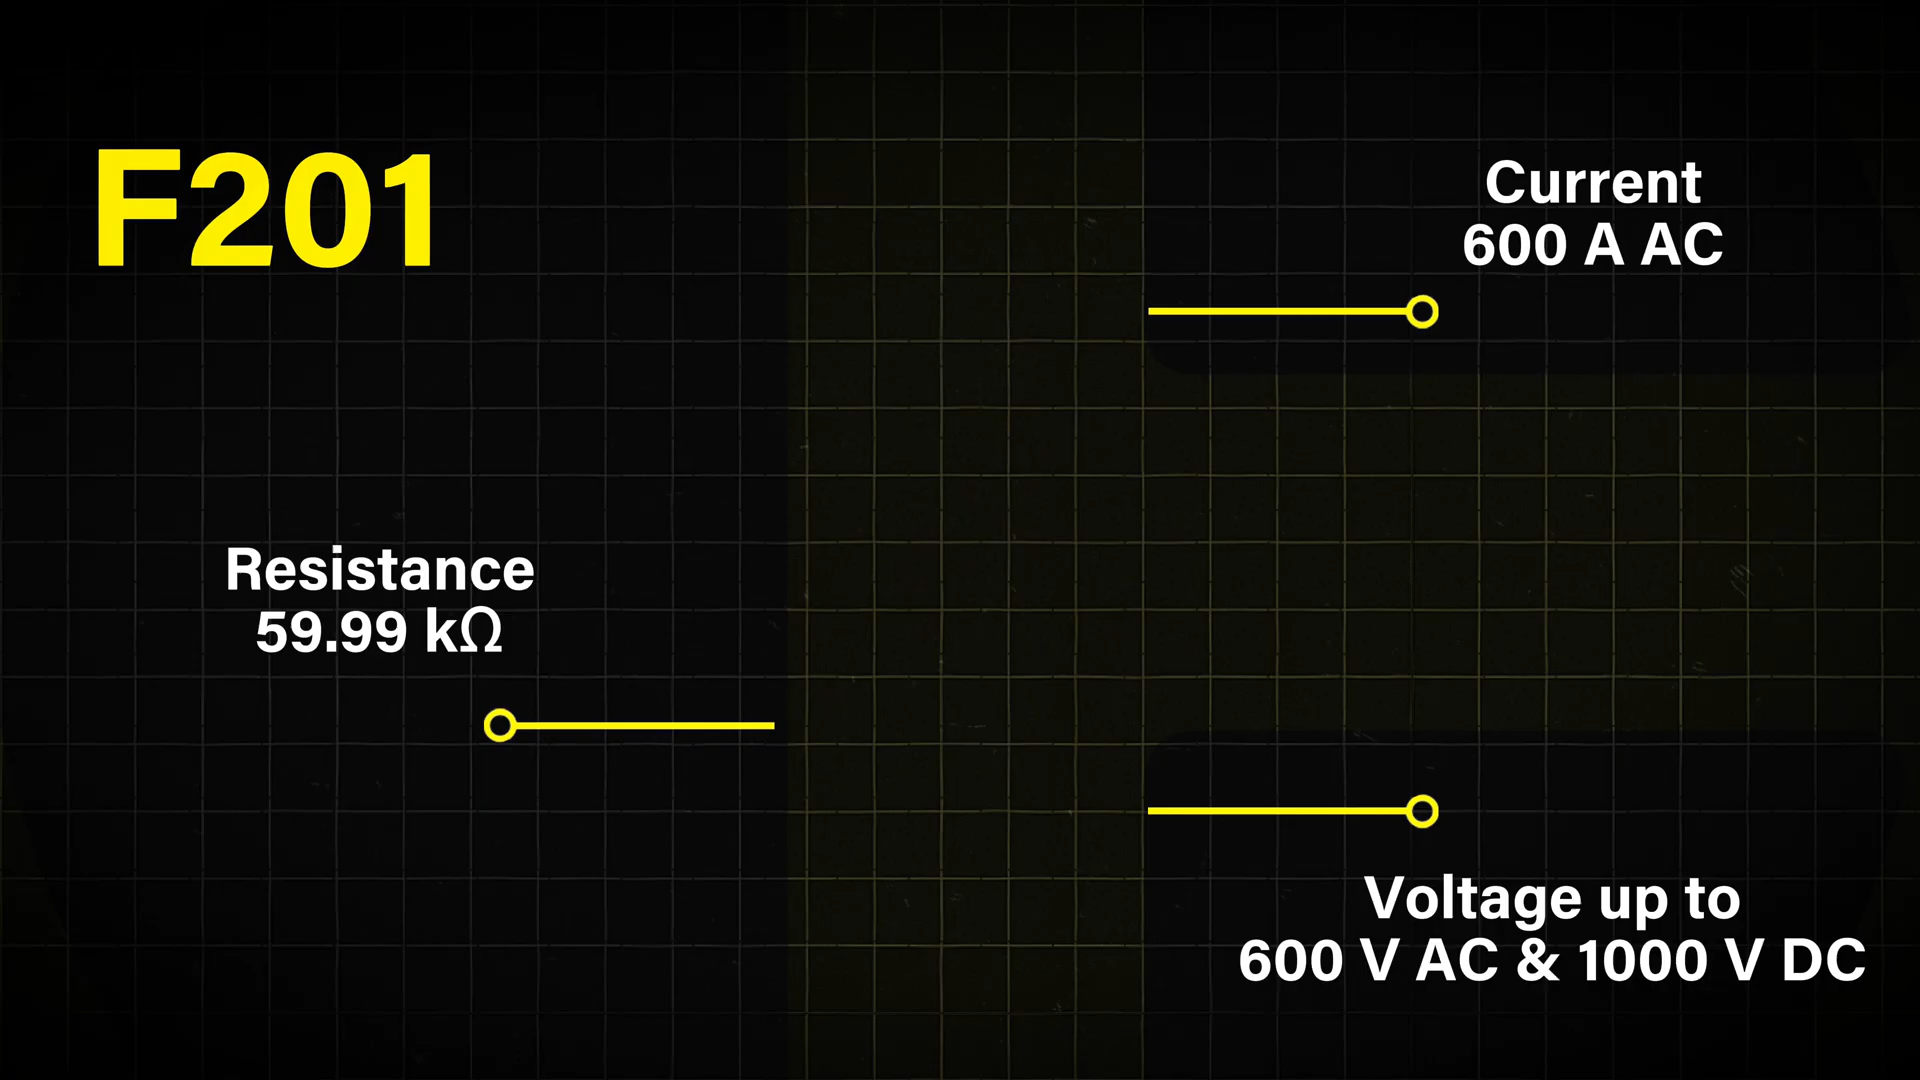 F201
Current
600 A AC
Resistance
59.99 kΩ
Voltage up to
600 V AC & 1000 V DC